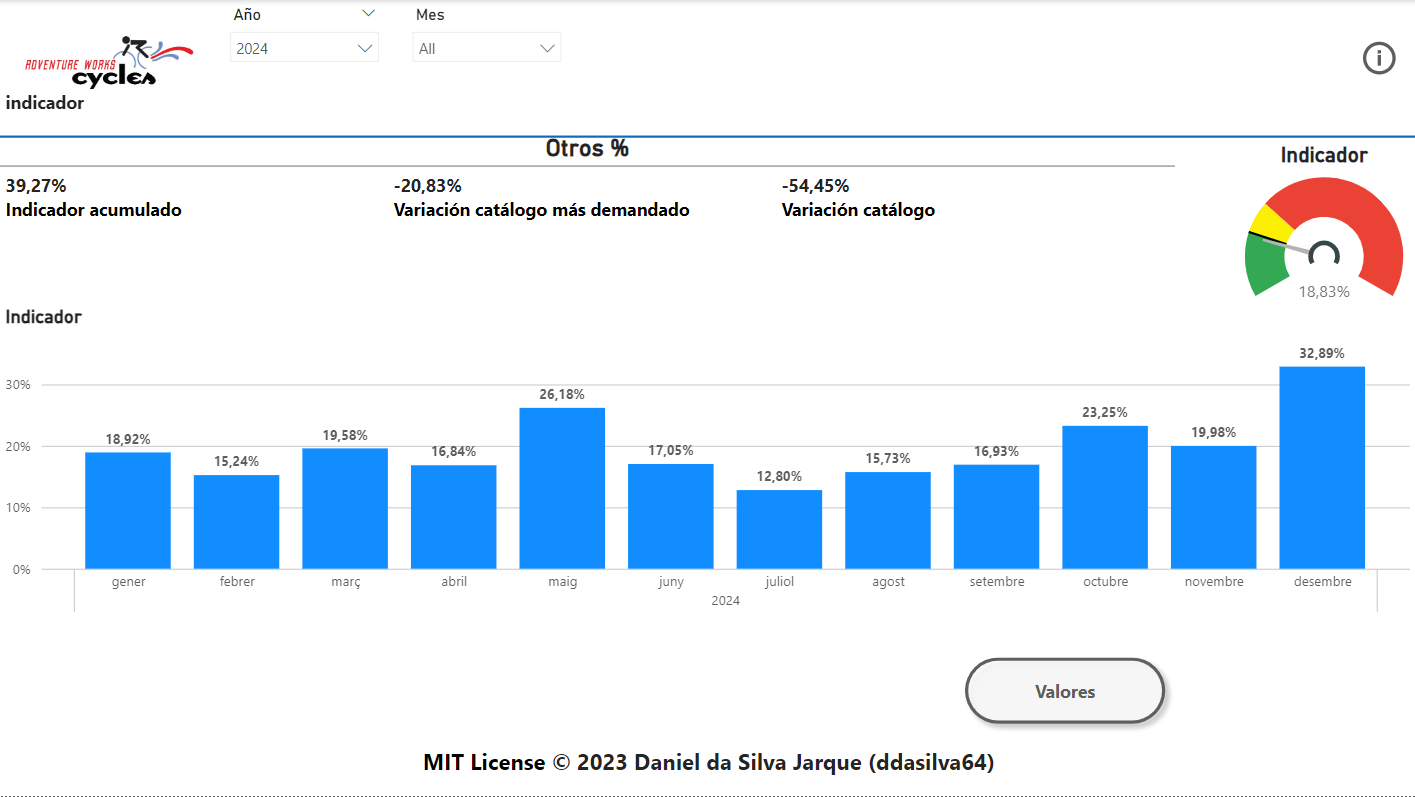 Año
Mes
2024
All
ADVENTURE WORKS
cycles
indicador
Otros %
Indicador
39,27%
Indicador acumulado
-20,83%
Variación catálogo más demandado
-54,45%
Variación catálogo
18,83%
Indicador
30%
20%
10%
0%
18,92%
15,24%
19,58%
16,84%
26,18%
17,05%
12,80%
15,73%
16,93%
23,25%
19,98%
32,89%
gener
febrer
març
abril
maig
juny
juliol
agost
setembre
octubre
novembre
desembre
2024
Valores
MIT License © 2023 Daniel da Silva Jarque (ddasilva64)